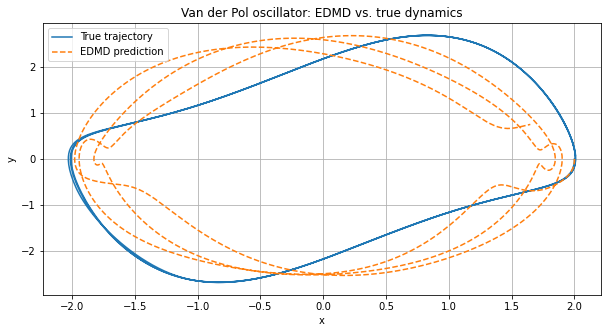 Van der Pol oscillator: EDMD vs. true dynamics
True trajectory
EDMD prediction
y
2
1
0
−1
−2
−2.0 −1.5 −1.0 −0.5 0.0 0.5 1.0 1.5 2.0
x